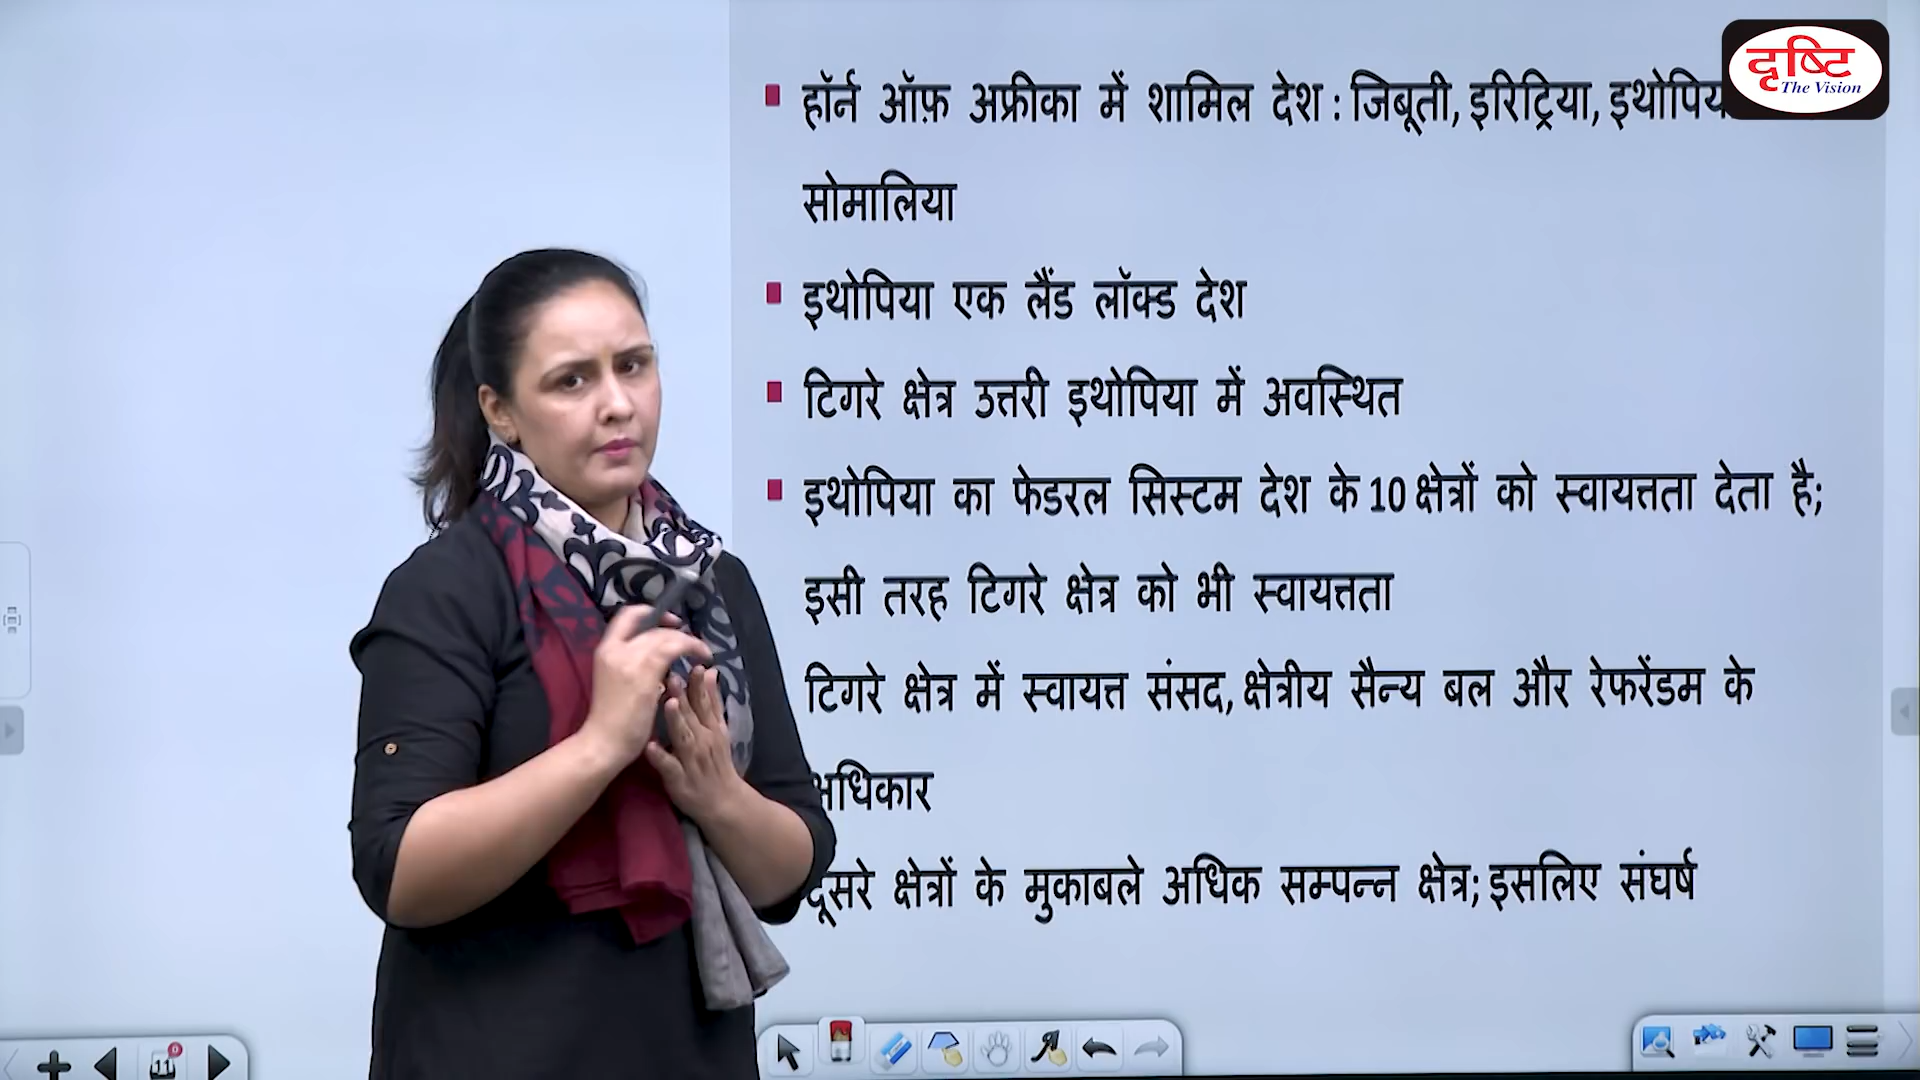 दृष्टि
The Vision
हॉर्न ऑफ़ अफ्रीका में शामिल देश : जिबूती, इरिट्रिया,
सोमालिया
इथोपिया एक लैंड लॉक्ड देश
टिगरे क्षेत्र उत्तरी इथोपिया में अवस्थित
इथोपिया का फेडरल सिस्टम देश के 10 क्षेत्रों को स्वायत्तता देता है;
इसी तरह टिगरे क्षेत्र को भी स्वायत्तता
टिगरे क्षेत्र में स्वायत्त संसद, क्षेत्रीय सैन्य बल और रेफरेंडम के
अधिकार
दूसरे क्षेत्रों के मुकाबले अधिक सम्पन्न क्षेत्र; इसलिए संघर्ष
11
0